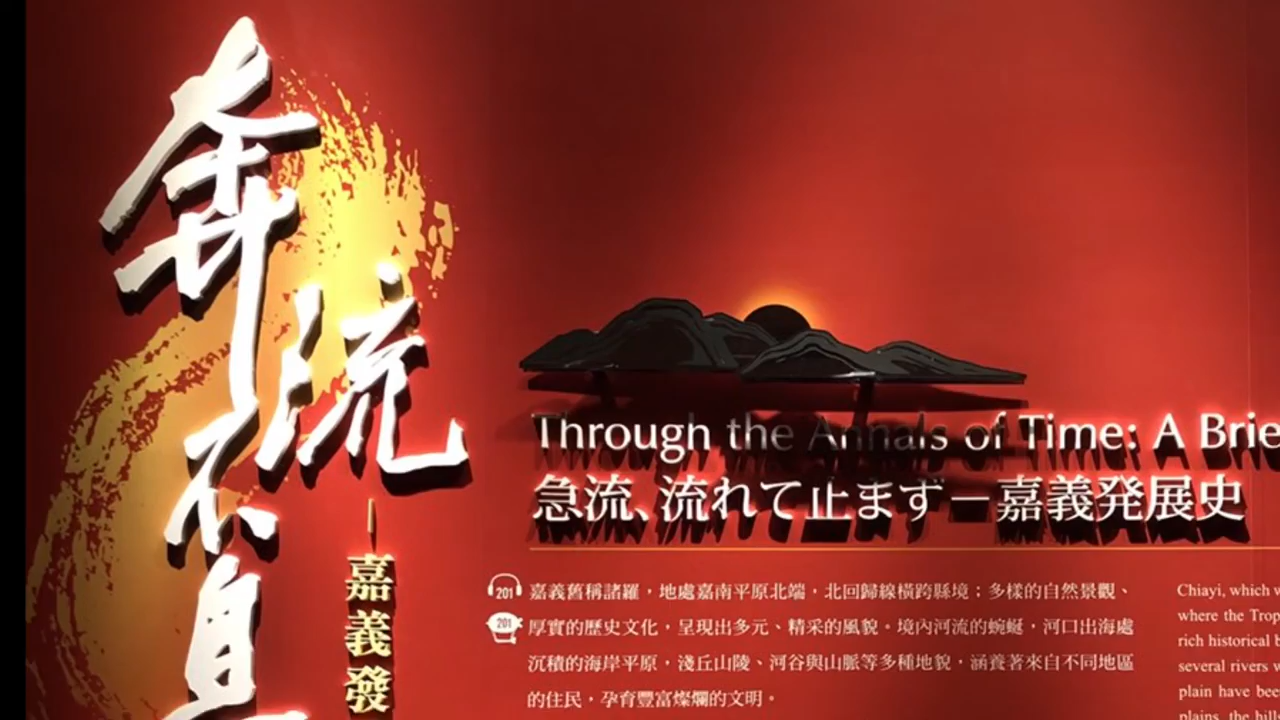 奔流不息
嘉義發
Through the Annals of Time: A Brie
急流、流れて止まず－嘉義発展史
201
201
嘉義舊稱諸羅，地處嘉南平原北端，北回歸線橫跨縣境；多樣的自然景觀、
厚實的歷史文化，呈現出多元、精采的風貌。境內河流的蜿蜒，河口出海處
沉積的海岸平原，淺丘山陵、河谷與山脈等多種地貌，涵養著來自不同地區
的住民，孕育豐富燦爛的文明。
Chiayi, which w
where the Trop
rich historical b
several rivers w
plain have bee
plains, the hill